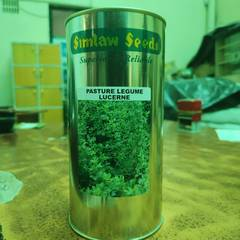 Simlaw Seeds
Superior & Reliable
PASTURE LEGUME
LUCERNE